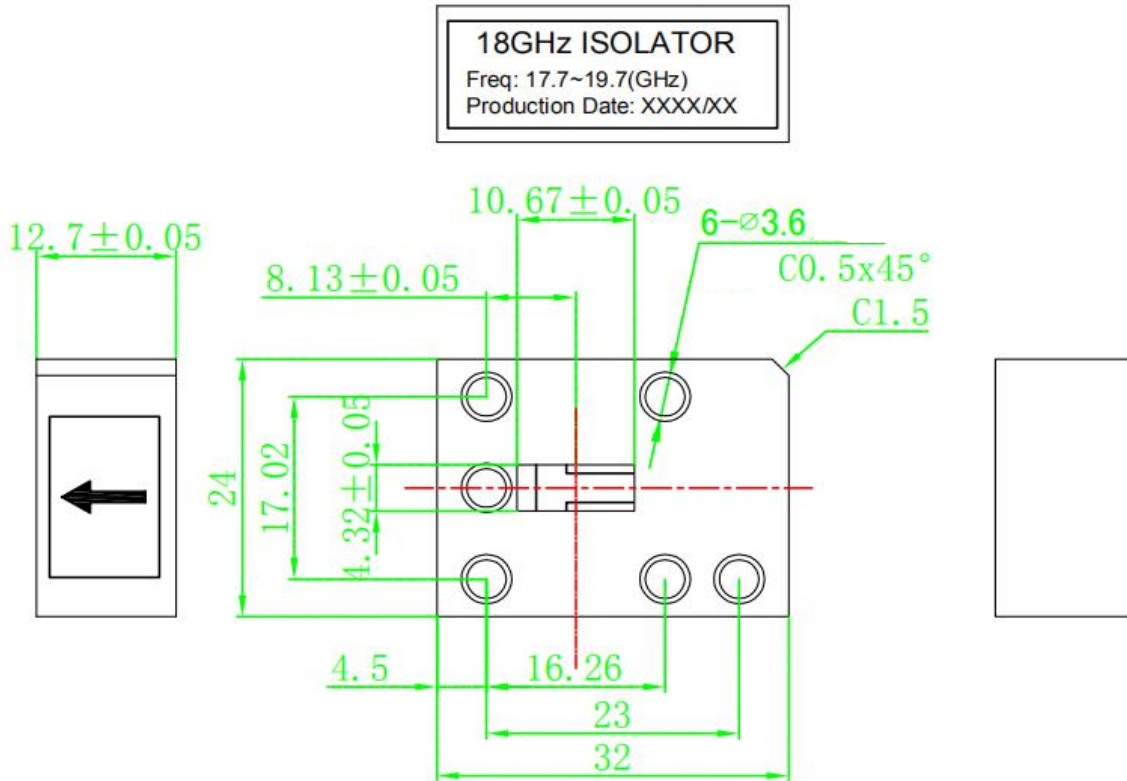 18GHz ISOLATOR
Freq: 17.7~19.7(GHz)
Production Date: XXXX/XX
10.67±0.05
12.7±0.05
6-⌀3.6
8.13±0.05
C0.5x45°
C1.5
24
17.02
4.32±0.05
4.5
16.26
23
32